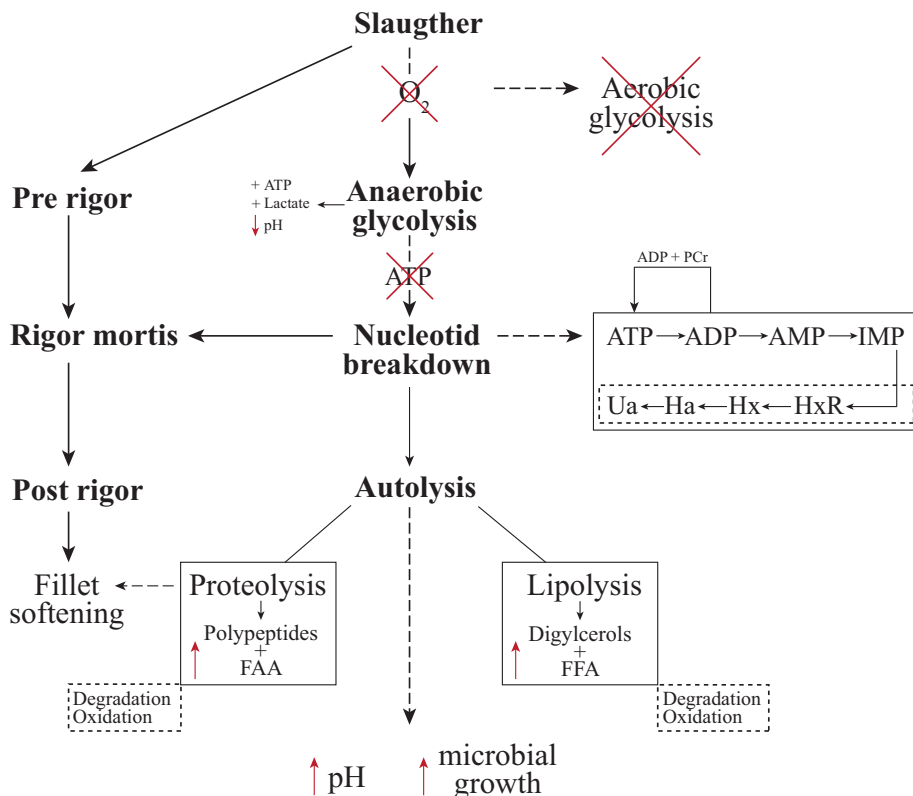 Slaugther
O2
Aerobic
glycolysis
Pre rigor
+ ATP
+ Lactate
pH
Anaerobic
glycolysis
ATP
ADP + PCr
Rigor mortis
Nucleotid
breakdown
ATP ADP AMP IMP
Ua Ha Hx HxR
Post rigor
Autolysis
Fillet
softening
Proteolysis
Polypeptides
+
FAA
Lipolysis
Digylcerols
+
FFA
Degradation
Oxidation
Degradation
Oxidation
pH
microbial
growth